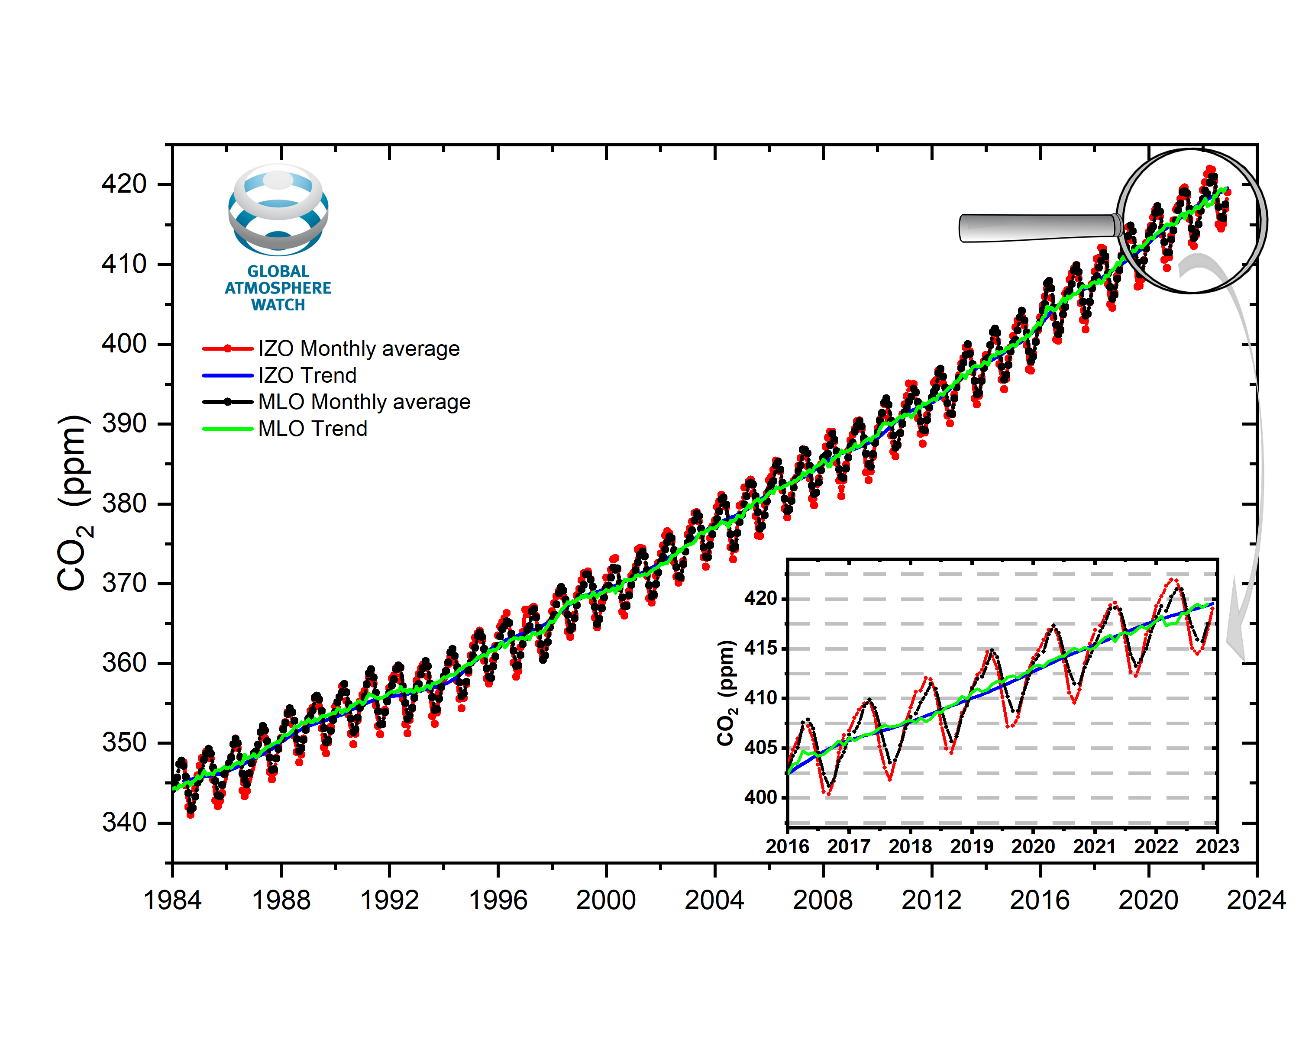 420
410
400
390
380
370
360
350
340
CO2 (ppm)
GLOBAL
ATMOSPHERE
WATCH
IZO Monthly average
IZO Trend
MLO Monthly average
MLO Trend
420
415
410
405
400
CO2 (ppm)
2016 2017 2018 2019 2020 2021 2022 2023
1984 1988 1992 1996 2000 2004 2008 2012 2016 2020 2024